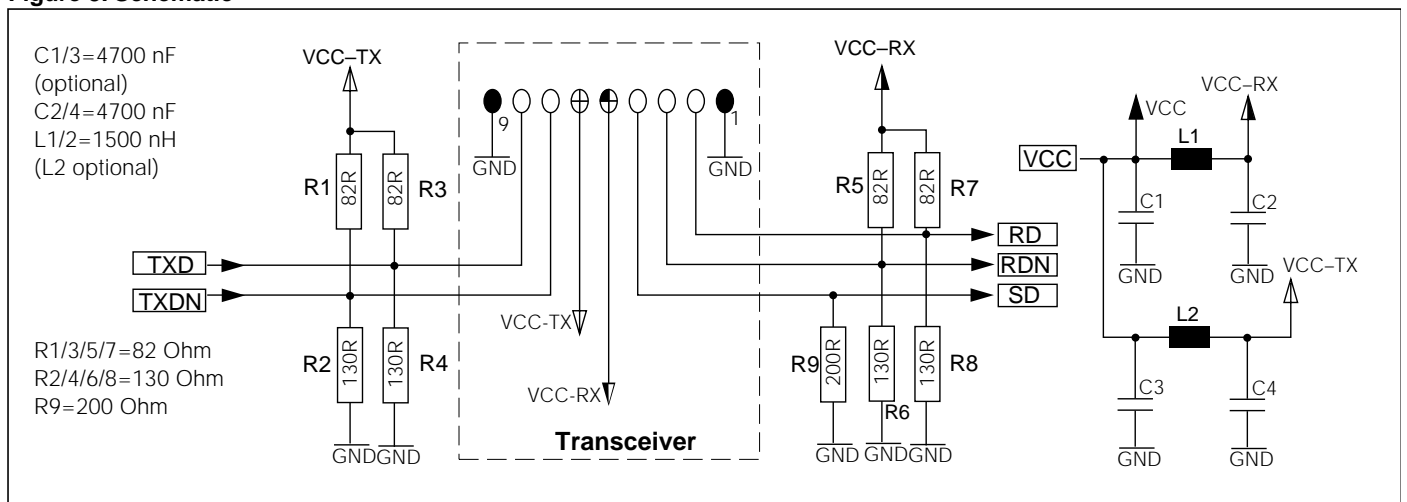 Figure 3. Schematic
C1/3=4700 nF
(optional)
C2/4=4700 nF
L1/2=1500 nH
(L2 optional)
VCC–TX
R1
82R
82R
R3
TXD
TXDN
R1/3/5/7=82 Ohm
R2/4/6/8=130 Ohm
R9=200 Ohm
R2
130R
130R
R4
GND
GND
9
1
GND
GND
VCC-TX
VCC-RX
Transceiver
VCC–RX
R5
82R
82R
R7
RD
RDN
SD
R9
200R
130R
R6
130R
R8
GND
GND
GND
VCC
VCC
L1
VCC–RX
C1
C2
GND
GND
VCC–TX
L2
C3
C4
GND
GND